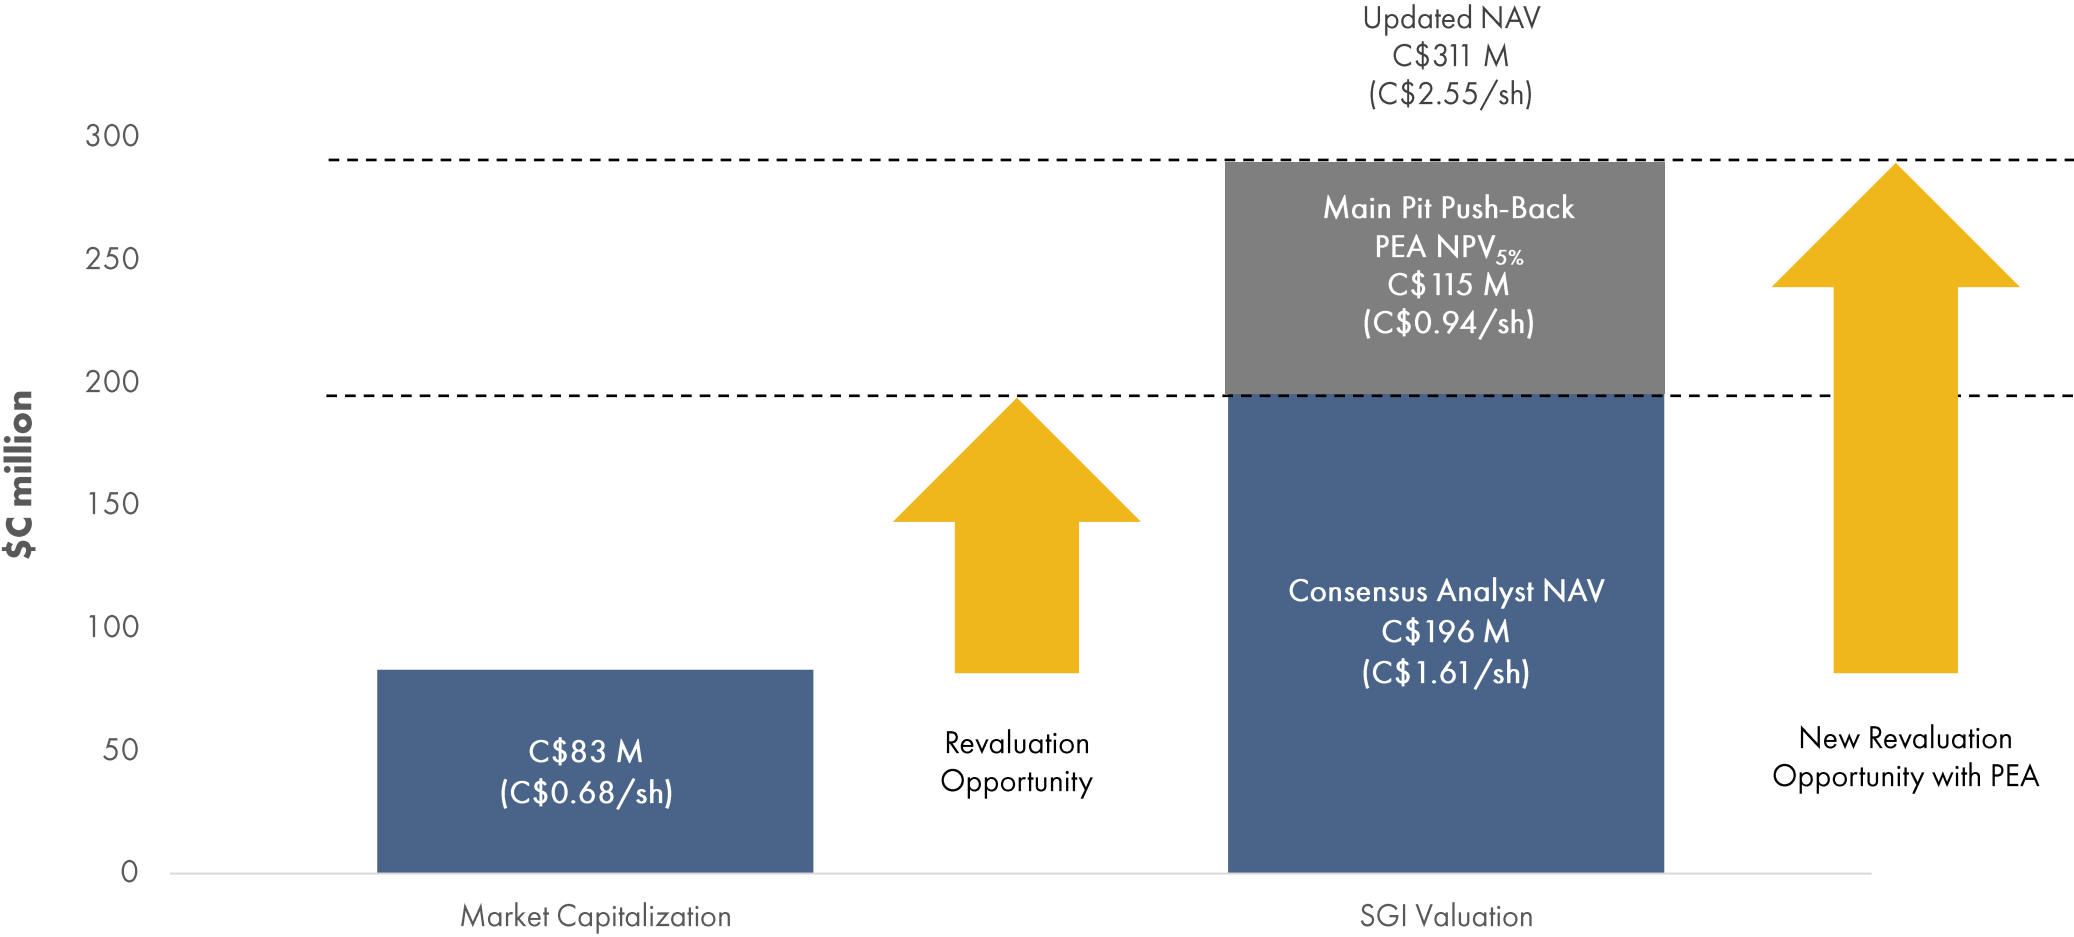 Updated NAV
C$311 M
(C$2.55/sh)
300
250
200
150
100
50
0
$C million
Main Pit Push-Back
PEA NPV5%
C$115 M
(C$0.94/sh)
Consensus Analyst NAV
C$196 M
(C$1.61/sh)
C$83 M
(C$0.68/sh)
Revaluation
Opportunity
New Revaluation
Opportunity with PEA
Market Capitalization
SGI Valuation